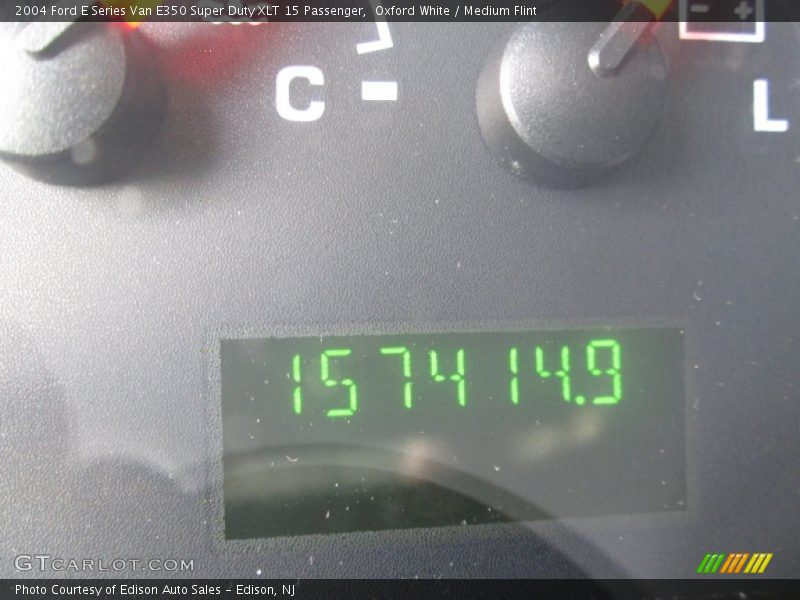 2004 Ford E Series Van E350 Super Duty XLT 15 Passenger,  Oxford White / Medium Flint
C
L
157414 14.9
GTCARLOT.COM
Photo Courtesy of Edison Auto Sales – Edison, NJ